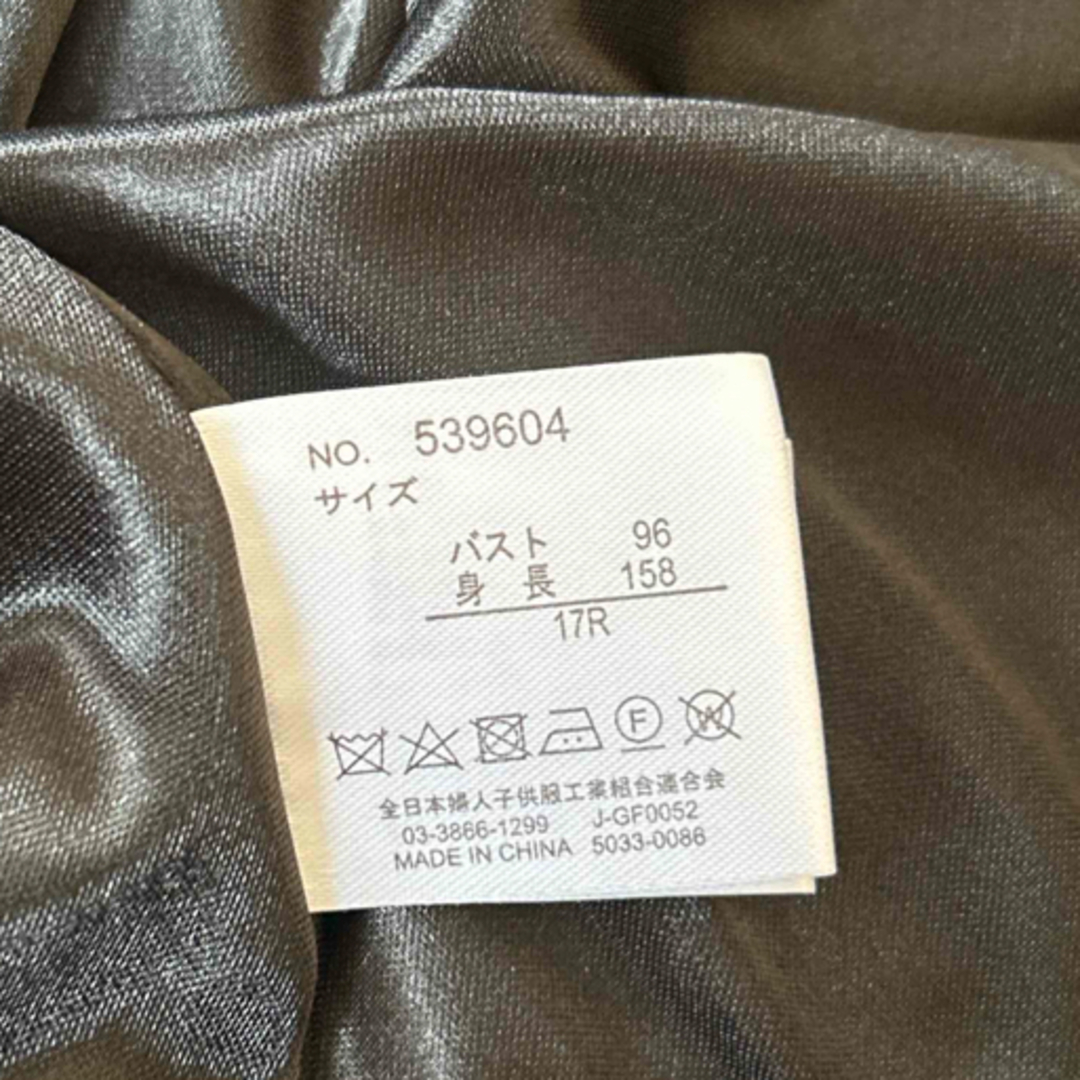 NO. 539604
サイズ
バスト 96
身長 158
17R
F W
全日本婦人子供服工業組合連合会
03-3866-1299 J-GF0052
MADE IN CHINA 5033-0086